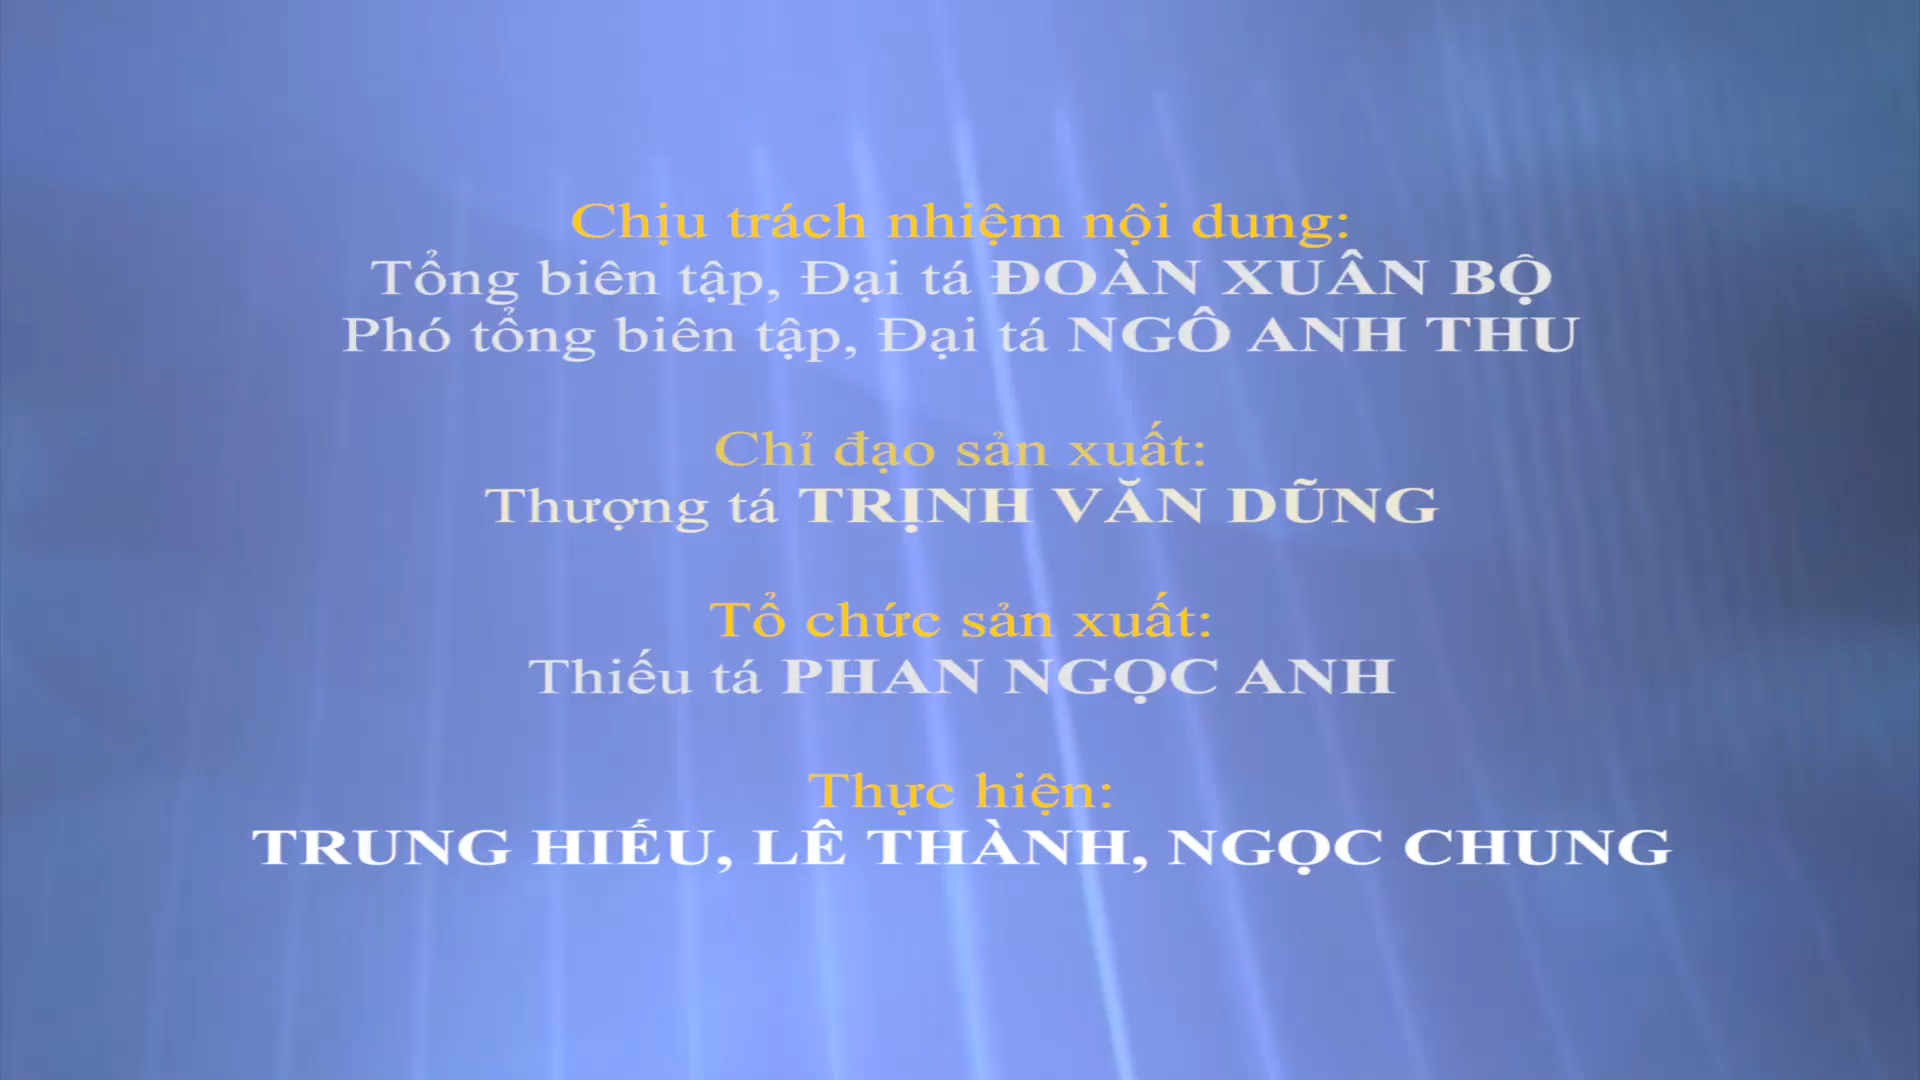 Chịu trách nhiệm nội dung:
Tổng biên tập, Đại tá ĐOÀN XUÂN BỘ
Phó tổng biên tập, Đại tá NGÔ ANH THU
Chỉ đạo sản xuất:
Thượng tá TRỊNH VĂN DŨNG
Tổ chức sản xuất:
Thiếu tá PHAN NGỌC ANH
Thực hiện:
TRUNG HIẾU, LÊ THÀNH, NGỌC CHUNG